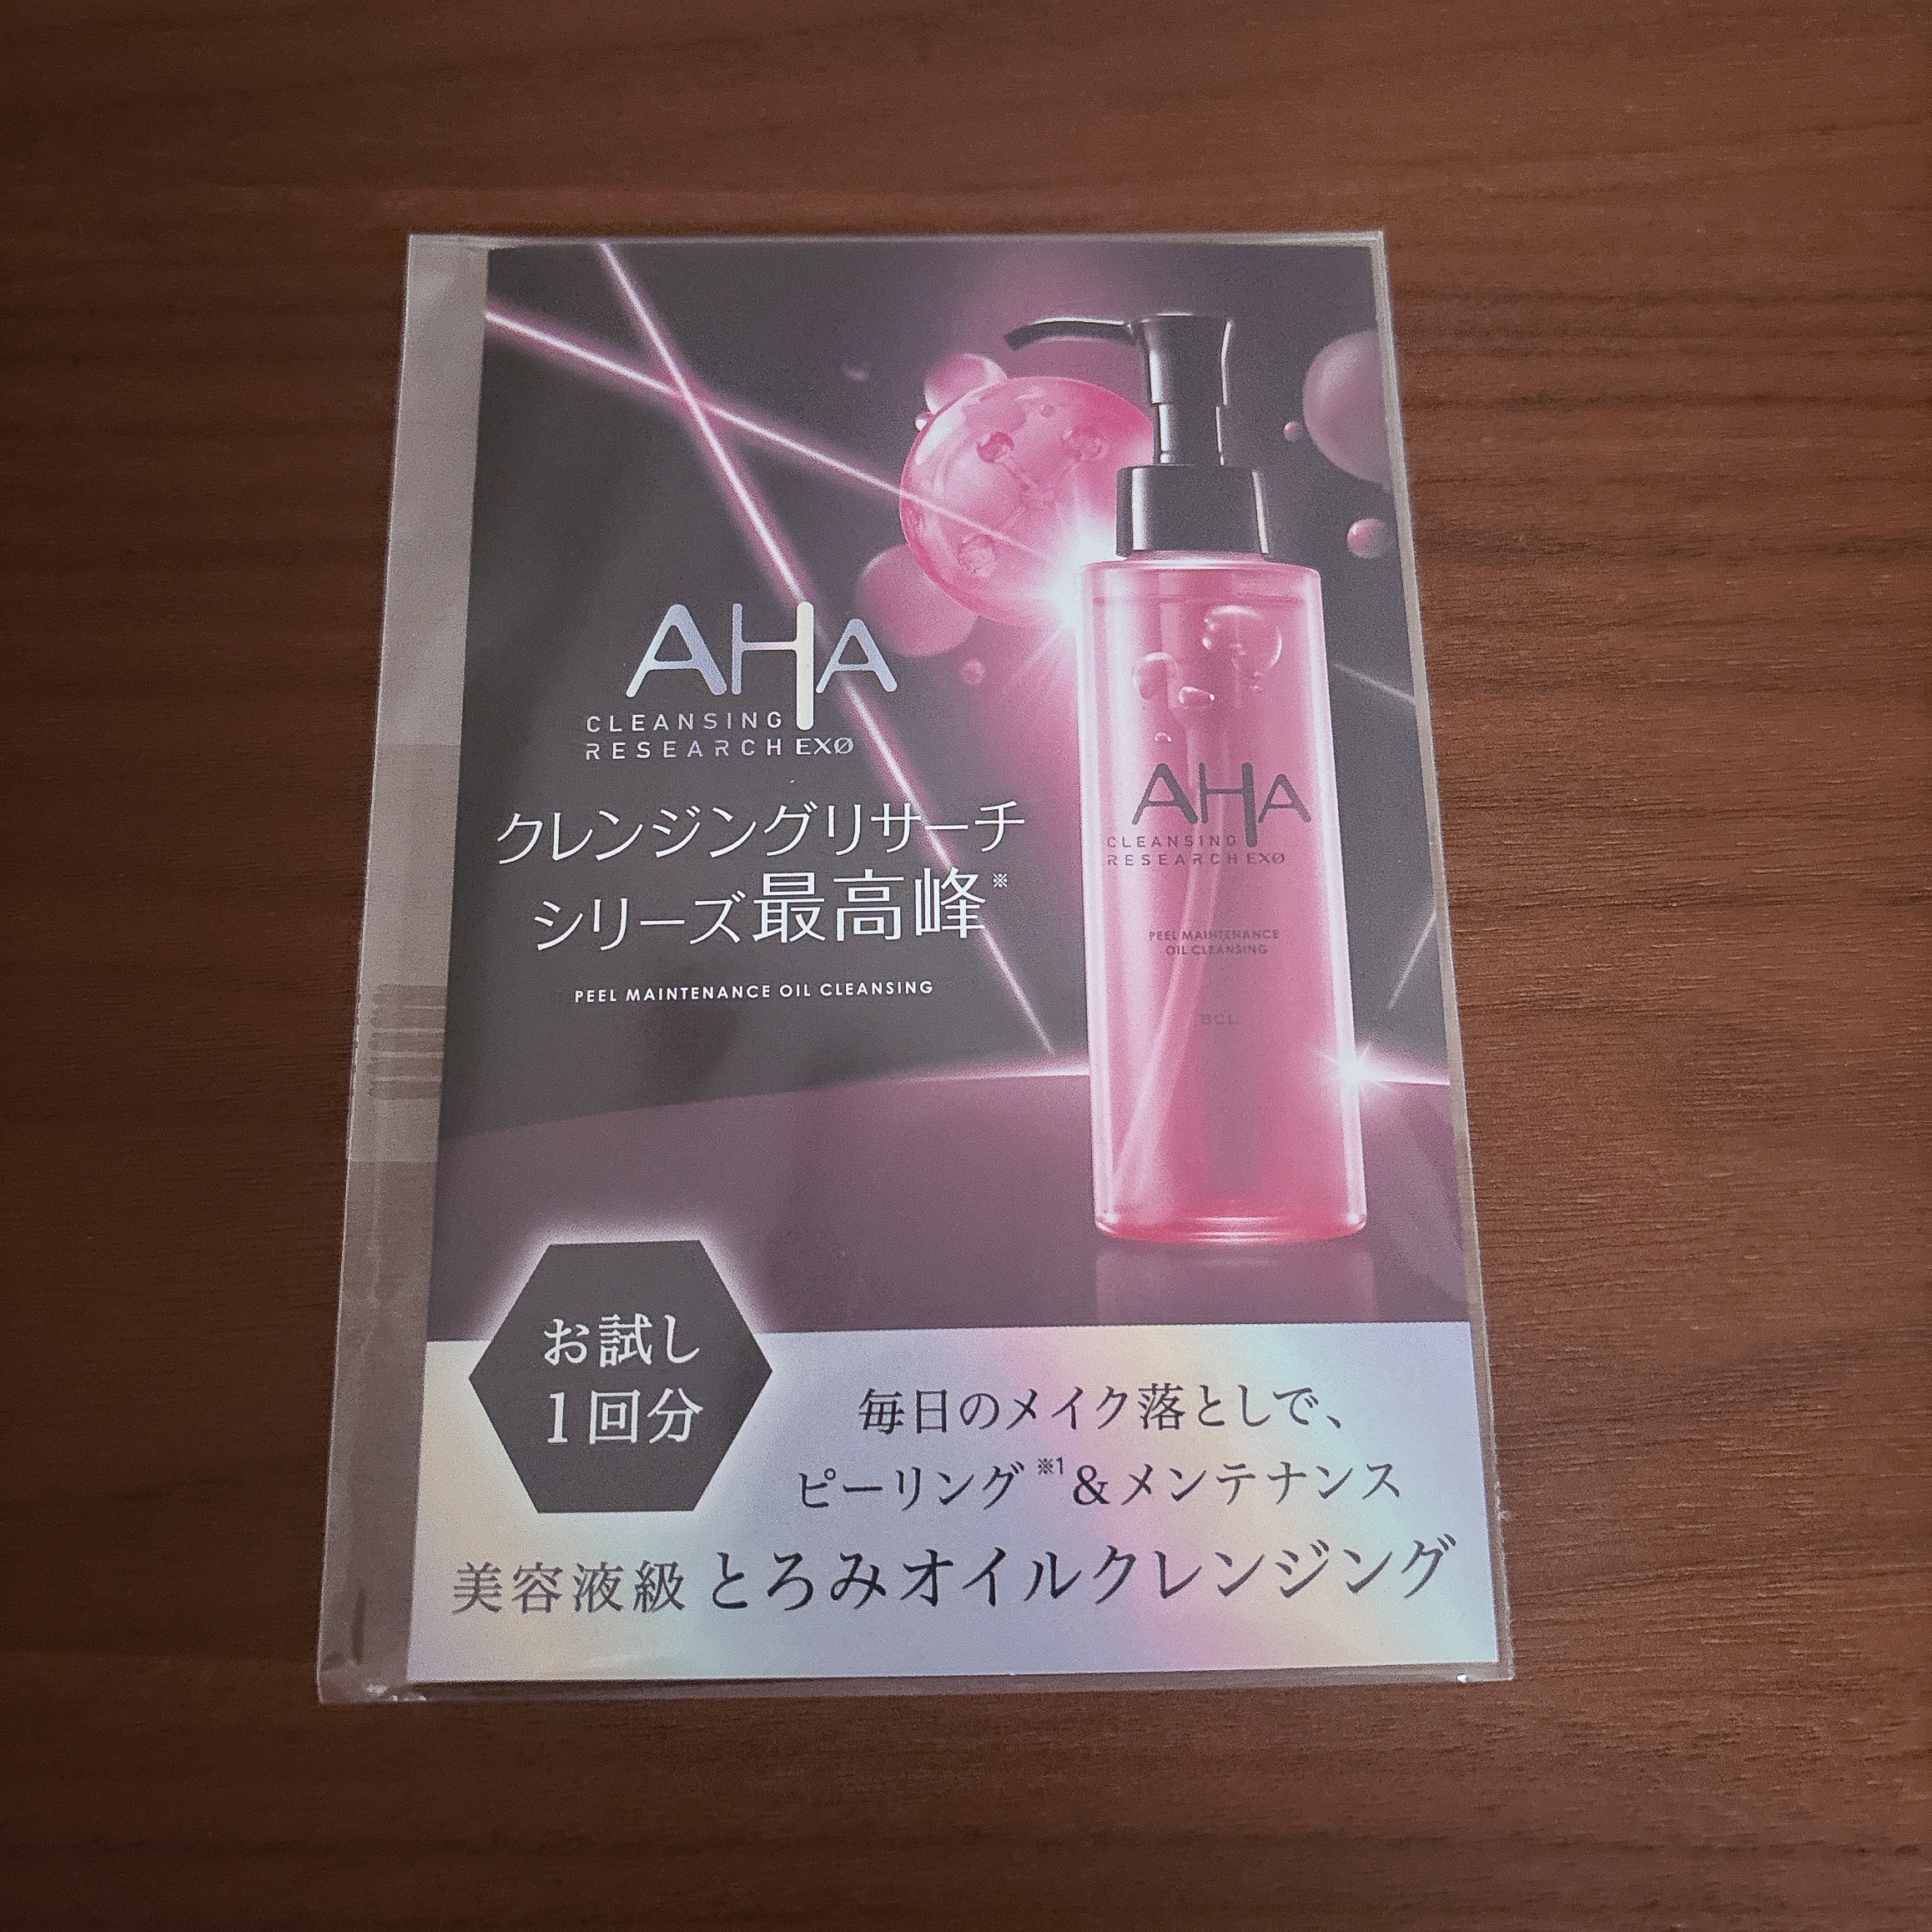 AHA
CLEANSING
RESEARCH EXØ
クレンジングリサーチ
シリーズ最高峰※
PEEL MAINTENANCE OIL CLEANSING
AHA
CLEANSING
RESEARCH EXØ
PEEL MAINTENANCE
OIL CLEANSING
BCL
お試し
1回分
毎日のメイク落としで、
ピーリング※1&メンテナンス
美容液級 とろみオイルクレンジング